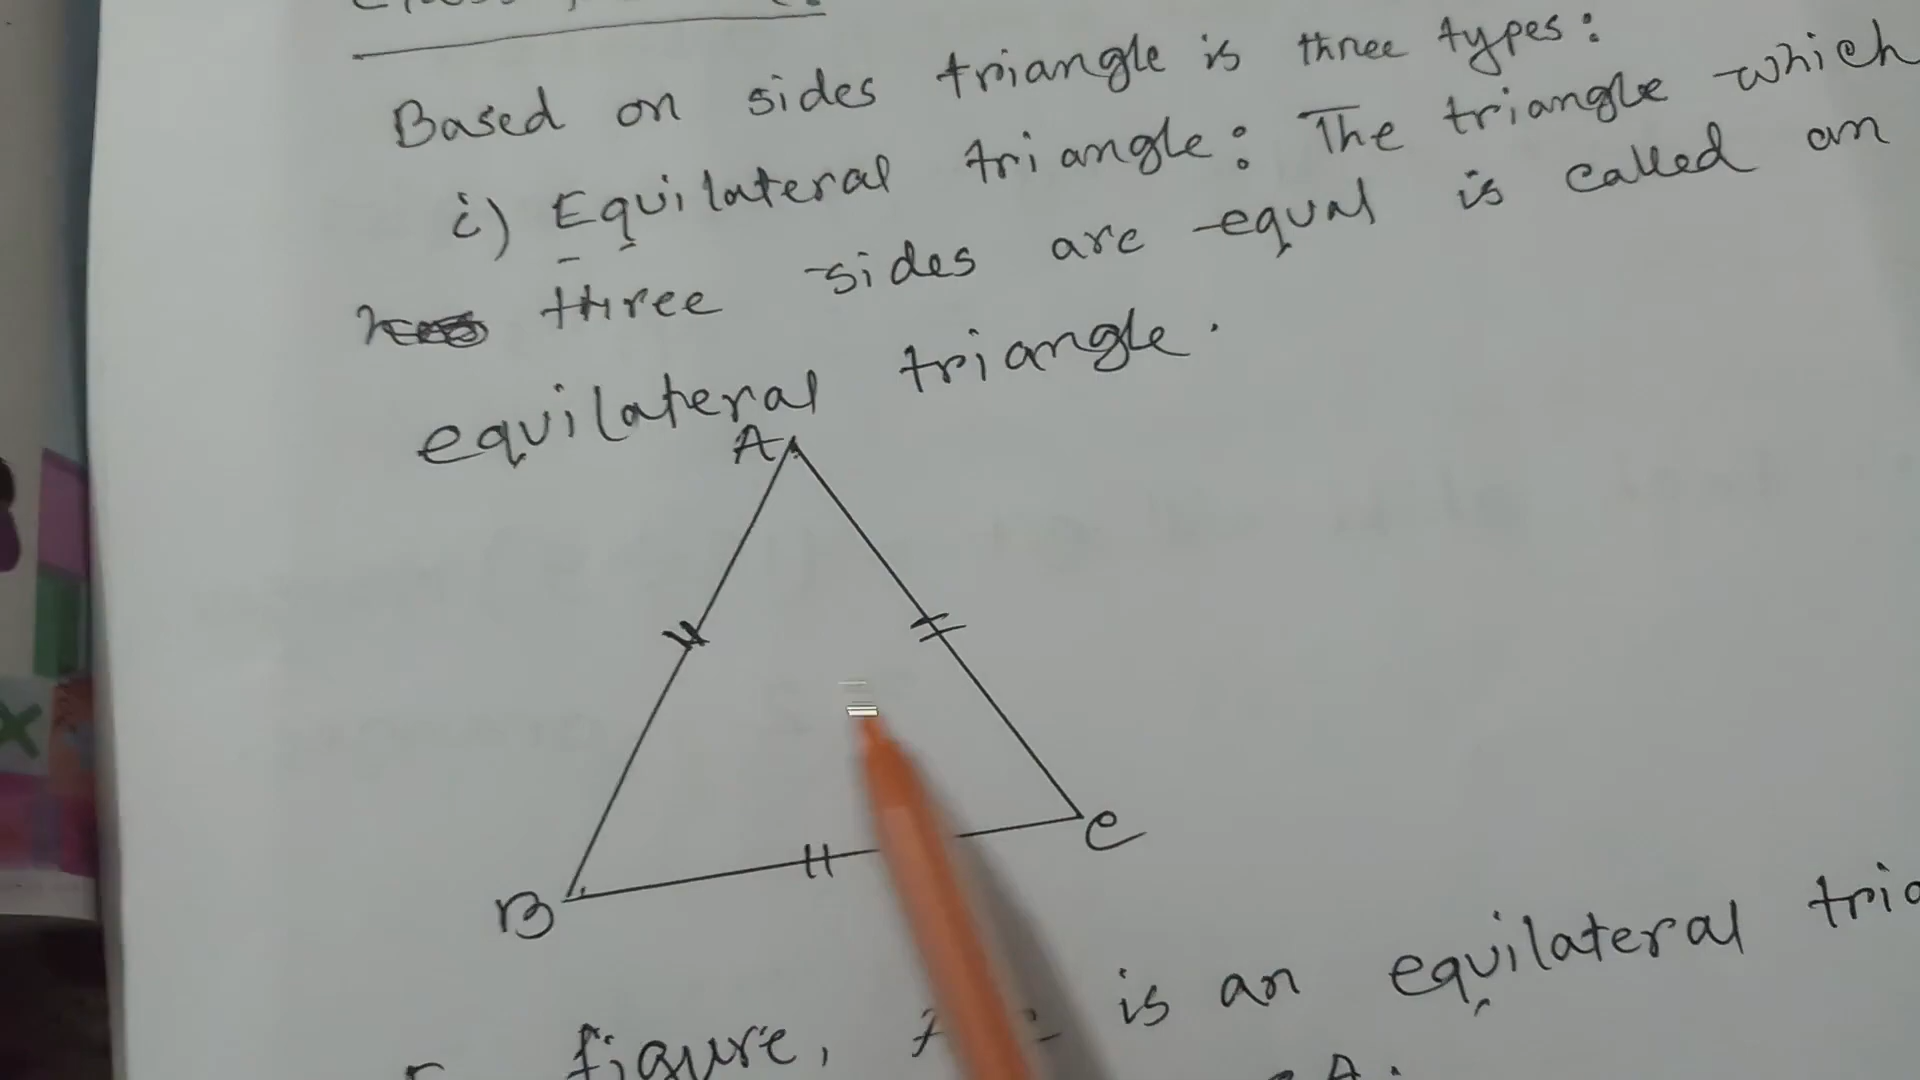 Based on sides triangle is three types:
i) Equilateral triangle: The triangle which
three sides are equal is called an
equilateral triangle.
A
B
C
figure, is an equilateral